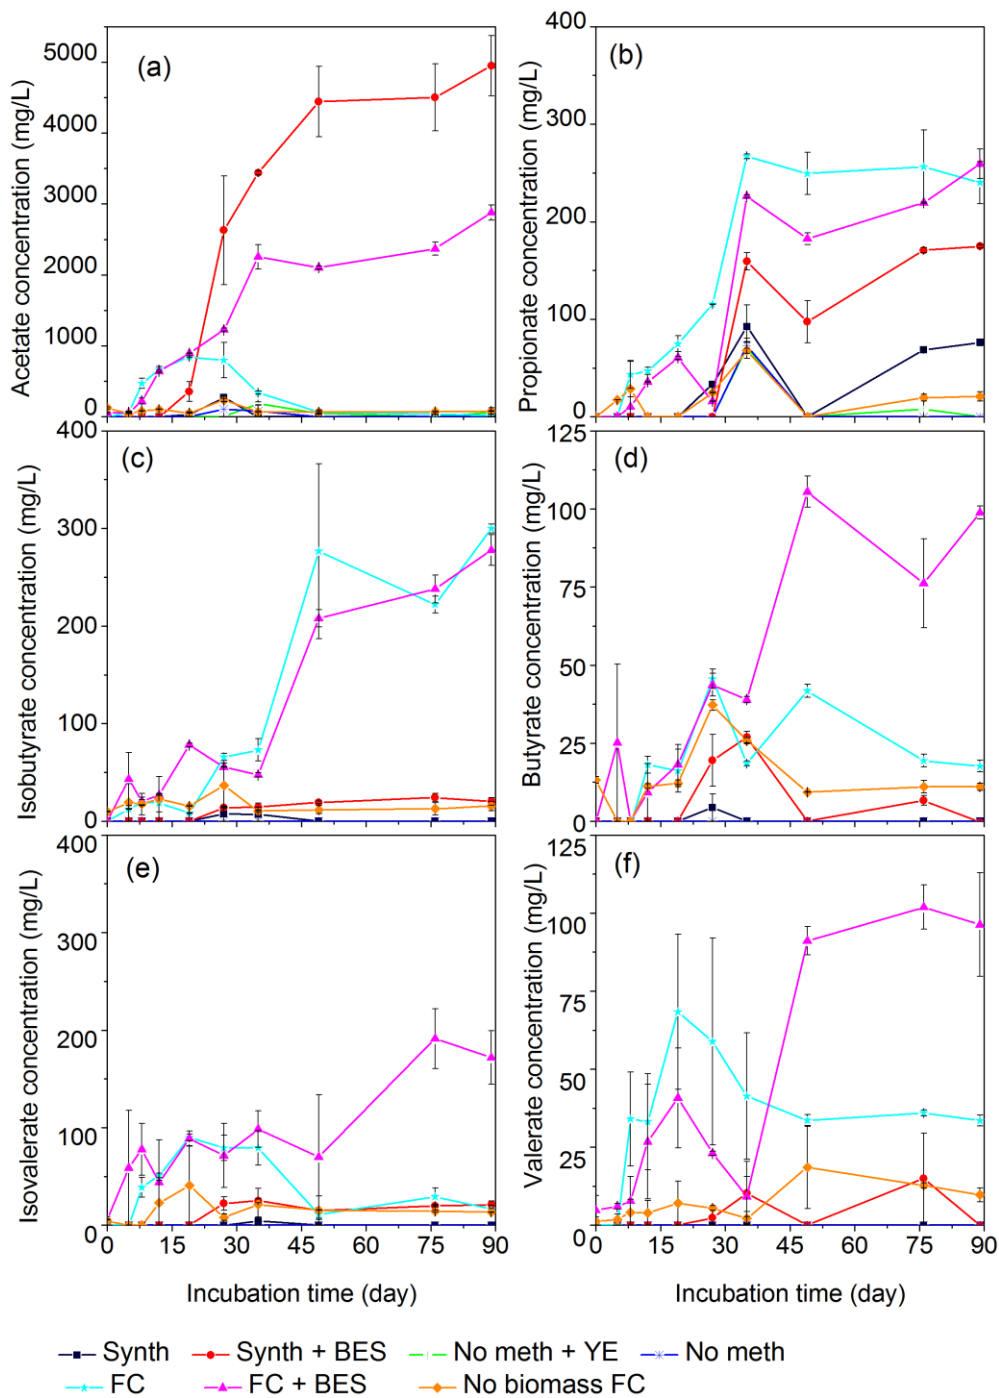 (a)
Acetate concentration (mg/L)
5000
4000
3000
2000
1000
0
(b)
Propionate concentration (mg/L)
400
300
200
100
0
(c)
Isobutyrate concentration (mg/L)
400
300
200
100
0
(d)
Butyrate concentration (mg/L)
125
100
75
50
25
0
(e)
Isovalerate concentration (mg/L)
400
300
200
100
0
0 15 30 45 60 75 90
Incubation time (day)
(f)
Valerate concentration (mg/L)
125
100
75
50
25
0
0 15 30 45 60 75 90
Incubation time (day)
Synth Synth + BES No meth + YE No meth
FC FC + BES No biomass FC